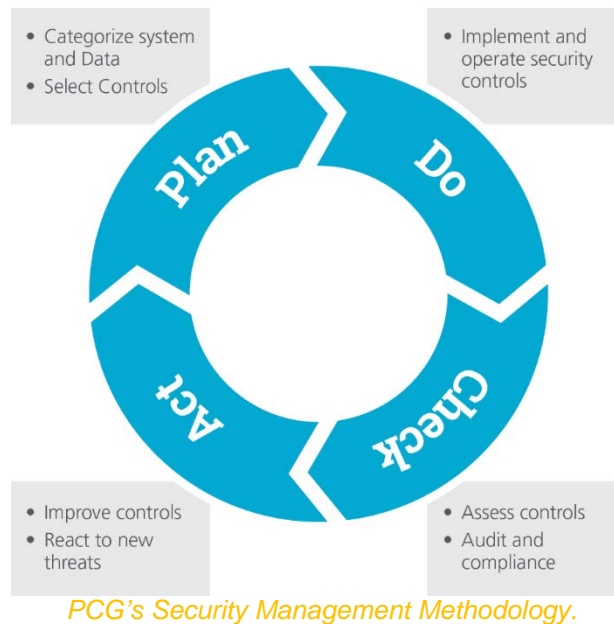 • Categorize system
and Data
• Select Controls
• Implement and
operate security
controls
Plan
Do
Act
Check
• Improve controls
• React to new
threats
• Assess controls
• Audit and
compliance
PCG's Security Management Methodology.